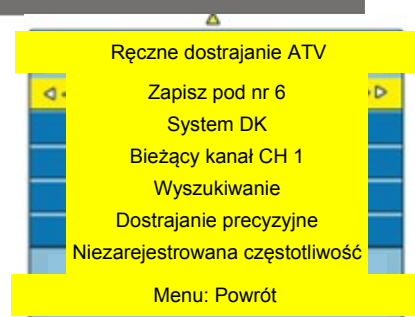 Ręczne dostrajanie ATV
Zapisz pod nr 6
System DK
Bieżący kanał CH 1
Wyszukiwanie
Dostrajanie precyzyjne
Niezarejestrowana częstotliwość
Menu: Powrót